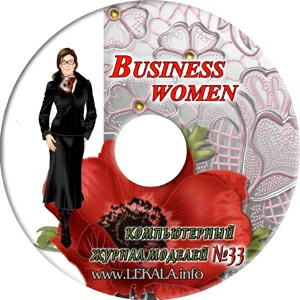 BUSINESS
WOMEN
КОМПЬЮТЕРНЫЙ
ЖУРНАЛ МОДЕЛЕЙ №33
www.LEKALA.info